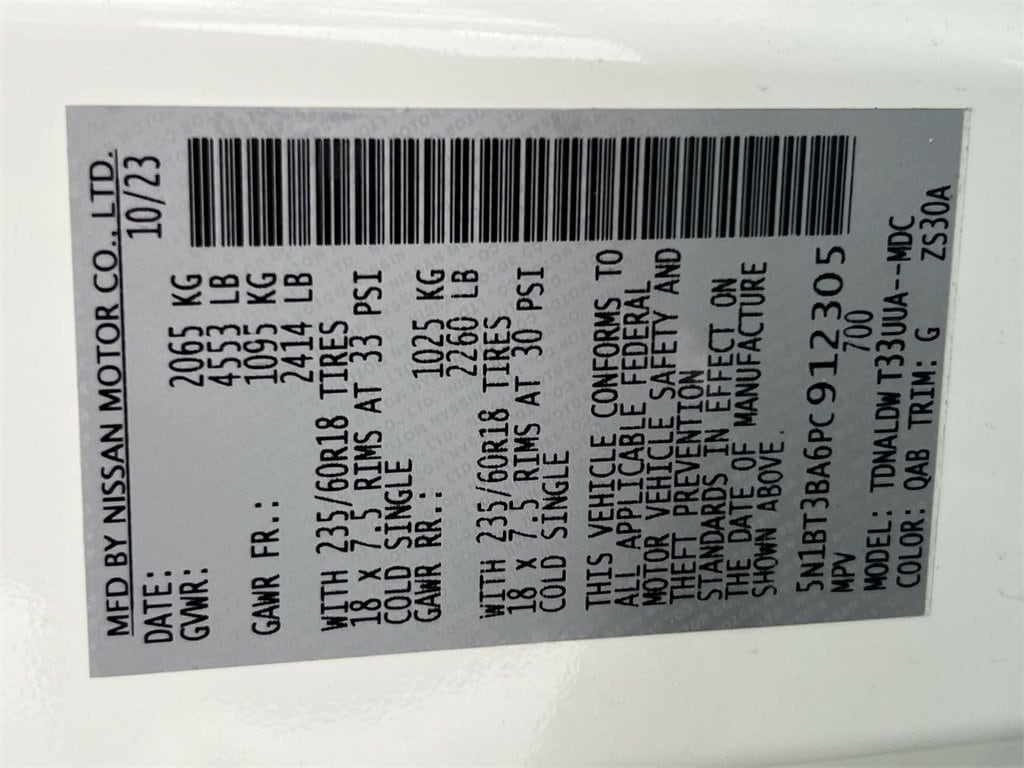 MFD BY NISSAN MOTOR CO., LTD.
DATE: 10/23
GVWR: 2065 KG
4553 LB
GAWR FR.: 1095 KG
2414 LB
WITH 235/60R18 TIRES
18 X 7.5 RIMS AT 33 PSI
COLD SINGLE
GAWR RR.: 1025 KG
2260 LB
WITH 235/60R18 TIRES
18 X 7.5 RIMS AT 30 PSI
COLD SINGLE
THIS VEHICLE CONFORMS TO
ALL APPLICABLE FEDERAL
MOTOR VEHICLE SAFETY AND
THEFT PREVENTION
STANDARDS IN EFFECT ON
THE DATE OF MANUFACTURE
SHOWN ABOVE.
5N1BT3BA6PC912305
MPV 700
MODEL: TDNALDW T33UUA--MDC
COLOR: QAB TRIM: G ZS30A